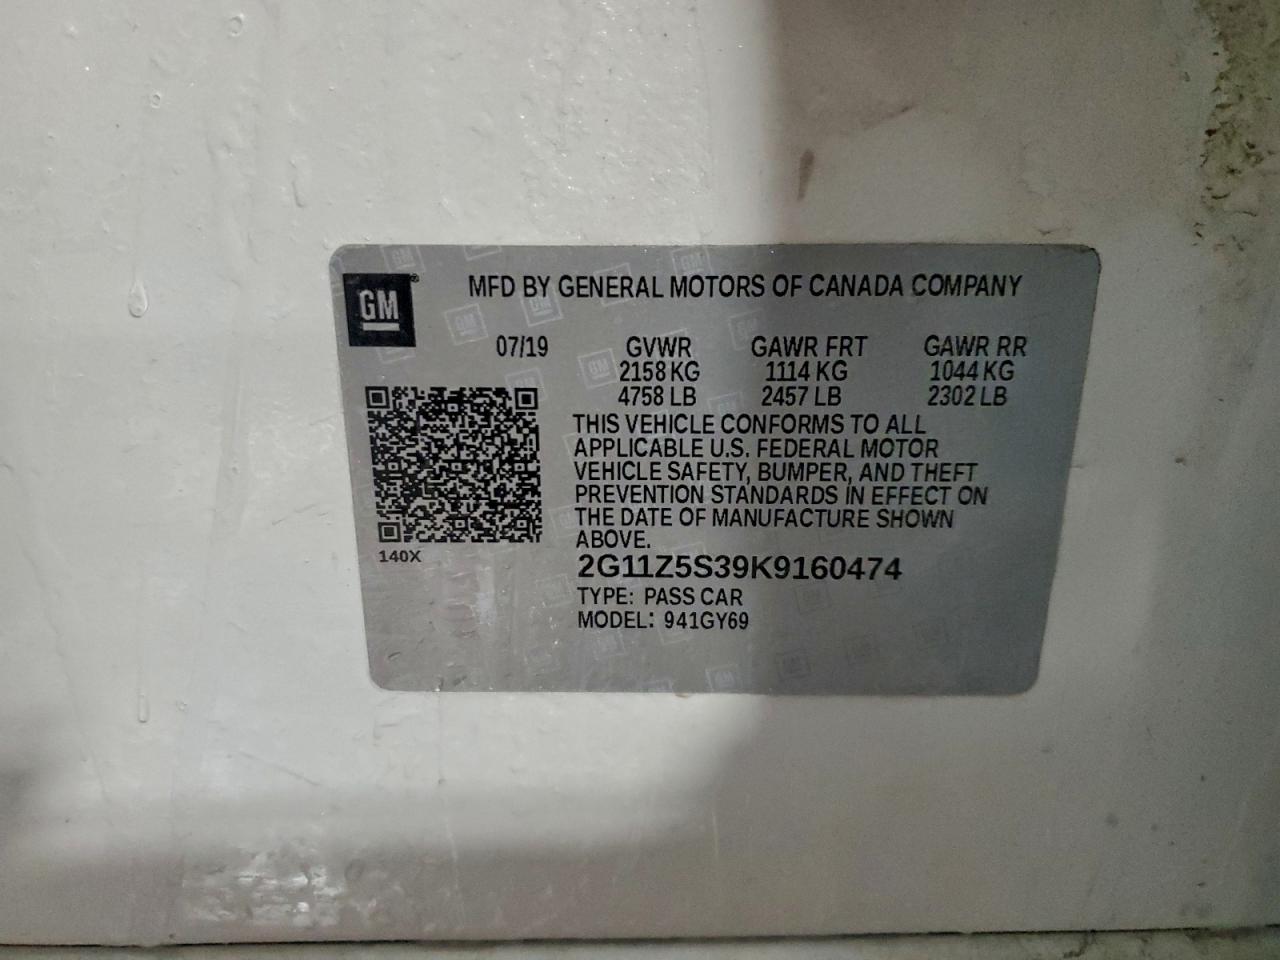 GM®
MFD BY GENERAL MOTORS OF CANADA COMPANY
07/19 GVWR GAWR FRT GAWR RR
2158 KG 1114 KG 1044 KG
4758 LB 2457 LB 2302 LB
THIS VEHICLE CONFORMS TO ALL
APPLICABLE U.S. FEDERAL MOTOR
VEHICLE SAFETY, BUMPER, AND THEFT
PREVENTION STANDARDS IN EFFECT ON
THE DATE OF MANUFACTURE SHOWN
ABOVE.
140X
2G11Z5S39K9160474
TYPE: PASS CAR
MODEL: 941GY69